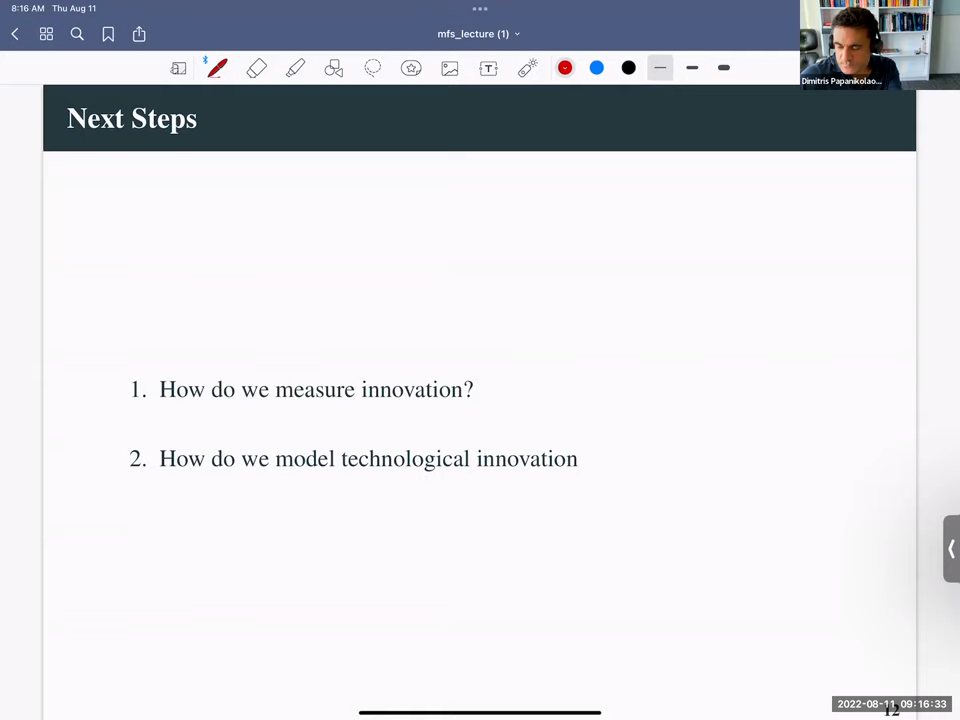 8:16 AM Thu Aug 11
mfs_lecture (1)
T
Dimitris Papanikolao...
Next Steps
1. How do we measure innovation?
2. How do we model technological innovation
2022-08-11 09:16:33
12